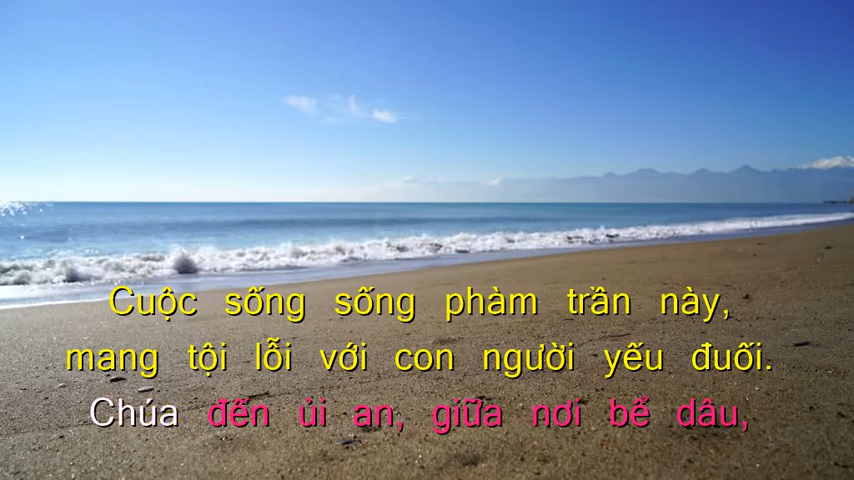 Cuộc sống sống phàm trần này,
mang tội lỗi với con người yếu đuối.
Chúa đến ủi an, giữa nơi bể dâu,